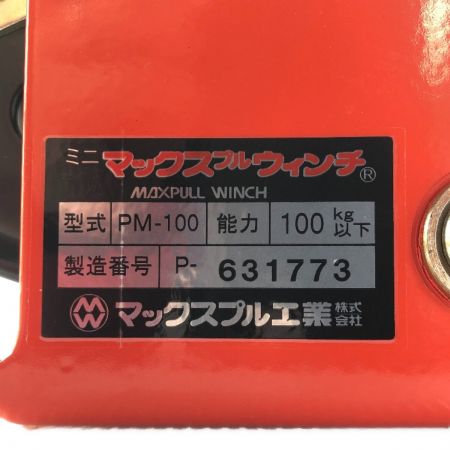 ミニ マックスプルウィンチ®
MAXPULL WINCH
型式 PM-100 能力 100 kg以下
製造番号 P- 631773
マックスプル工業 株式会社